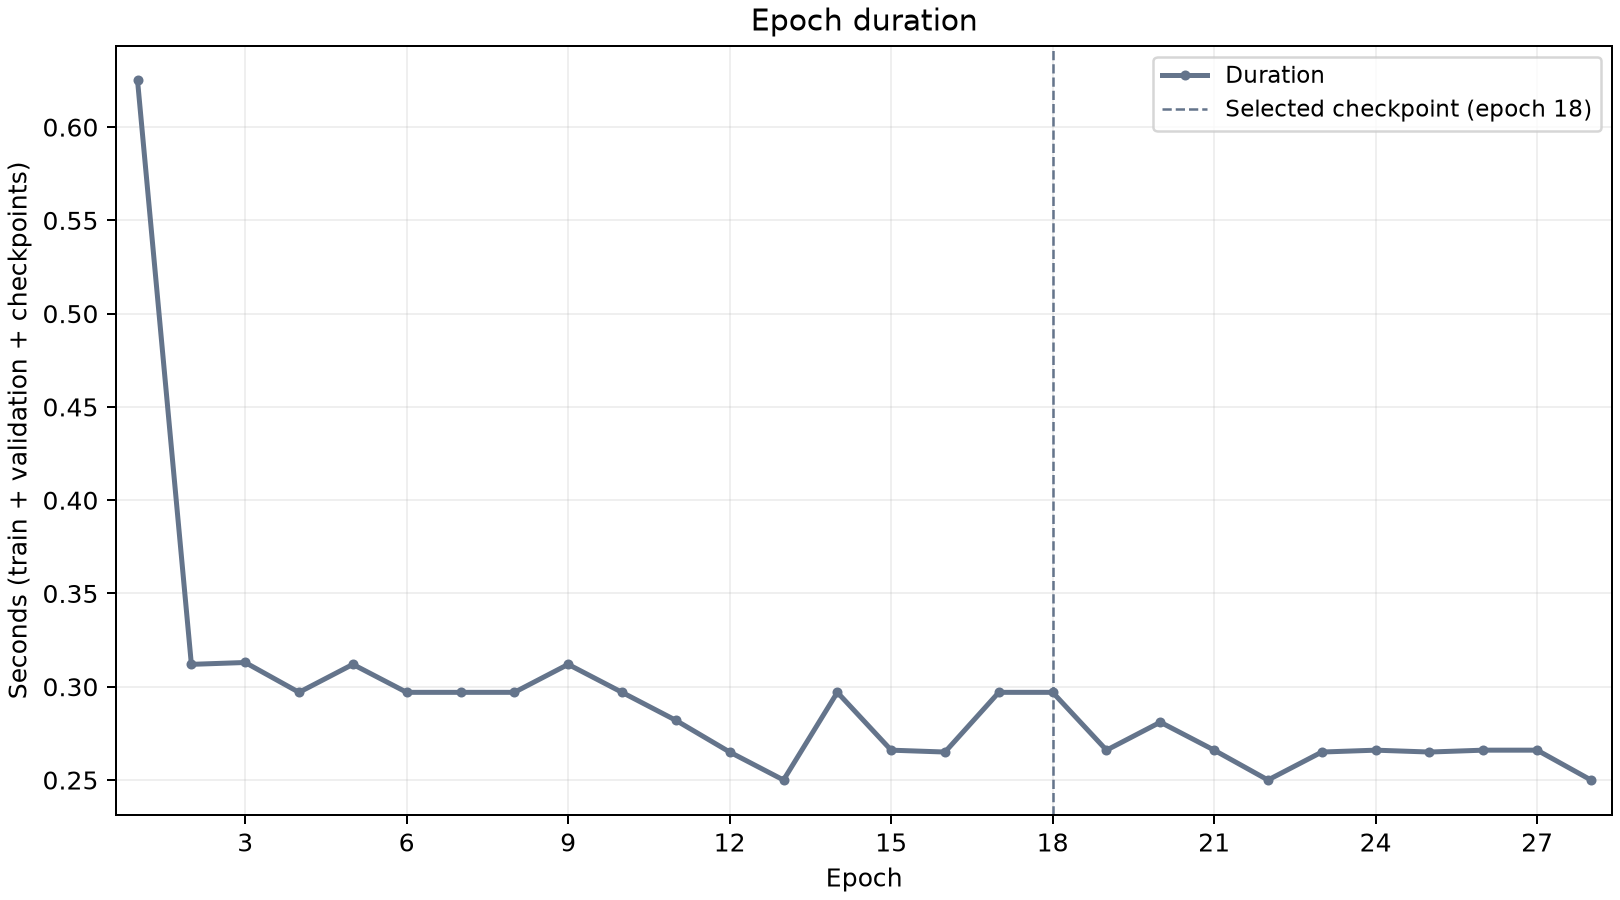 Epoch duration
Duration
Selected checkpoint (epoch 18)
Seconds (train + validation + checkpoints)
0.60
0.55
0.50
0.45
0.40
0.35
0.30
0.25
3 6 9 12 15 18 21 24 27
Epoch